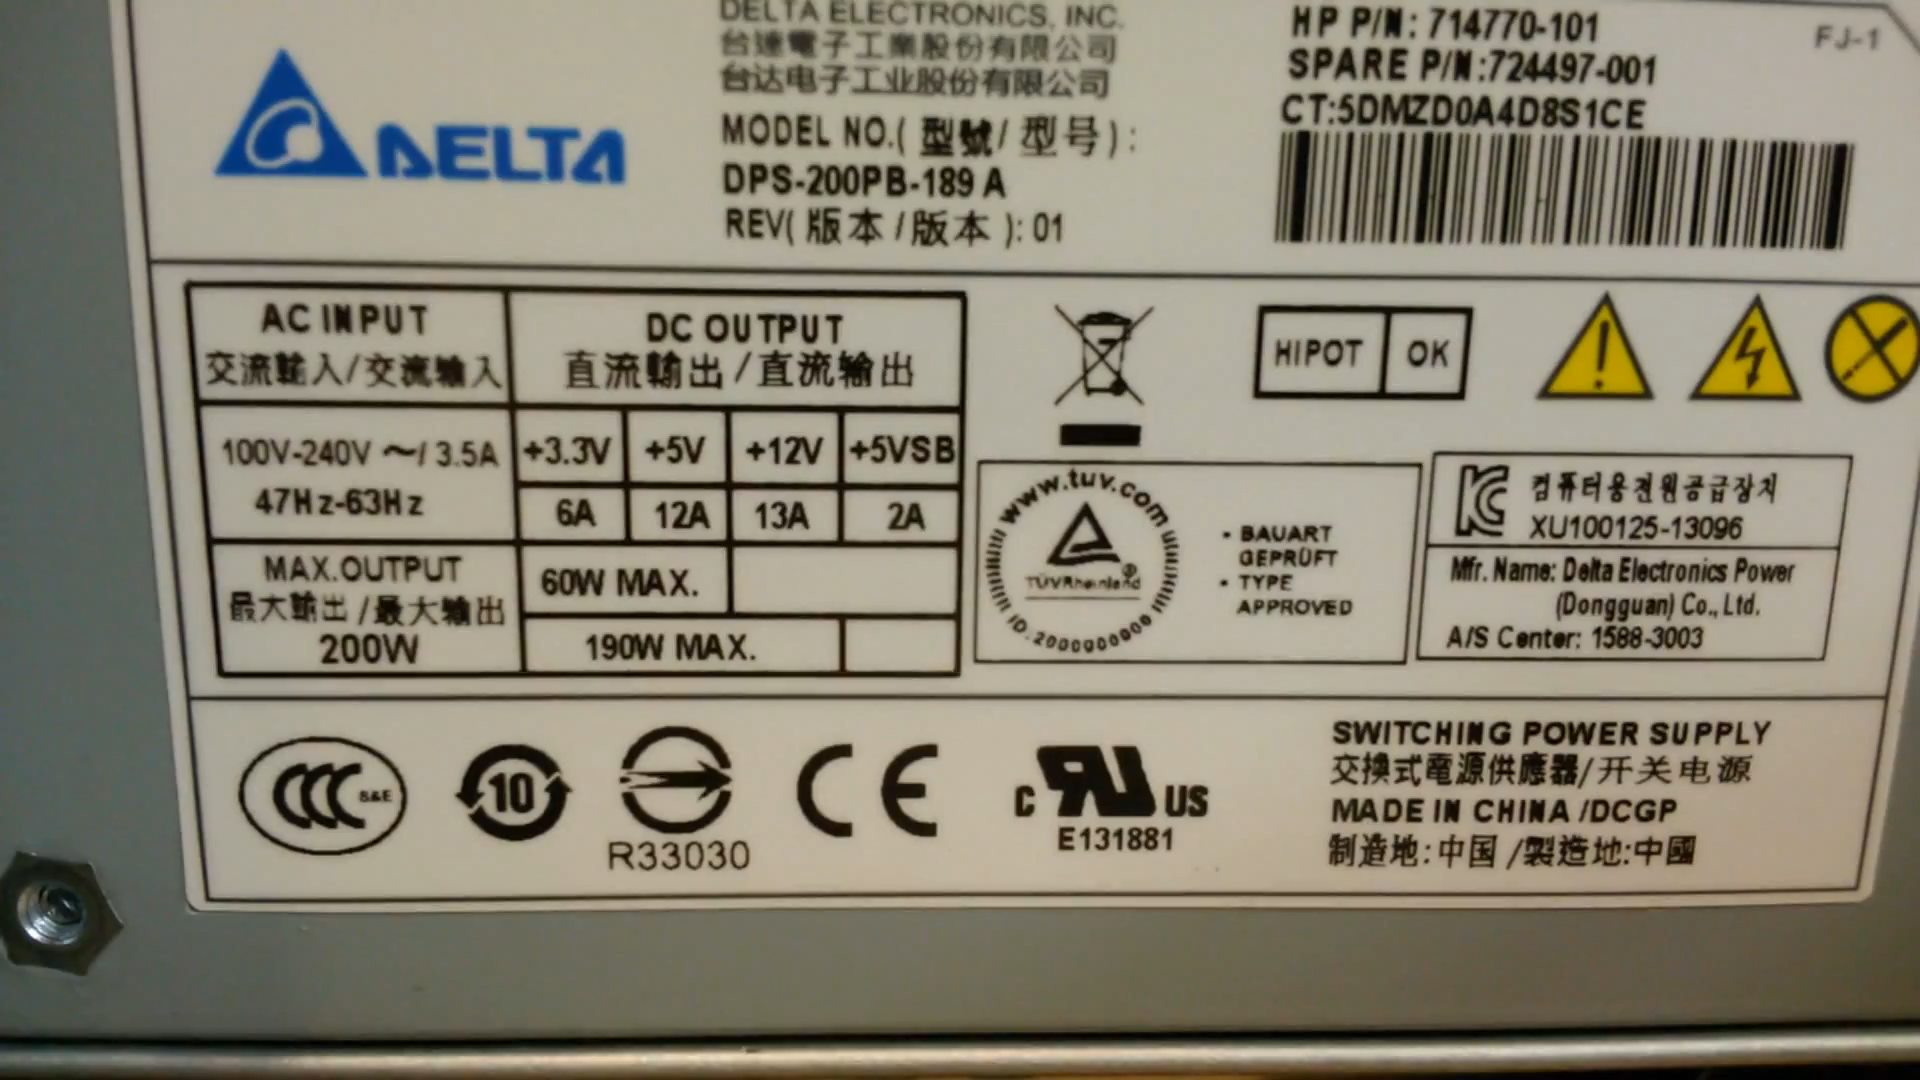 DELTA ELECTRONICS, INC.
台達電子工業股份有限公司
台达电子工业股份有限公司
MODEL NO.(型號/型号):
DPS-200PB-189 A
REV(版本/版本):01
DELTA
HP P/N: 714770-101
SPARE P/N:724497-001
CT:5DMZD0A4D8S1CE
FJ-1
AC INPUT
交流輸入/交流输入
100V-240V ～/ 3.5A
47Hz-63Hz
MAX.OUTPUT
最大輸出/最大输出
200W
DC OUTPUT
直流輸出/直流输出
+3.3V +5V +12V +5VSB
6A 12A 13A 2A
60W MAX.
190W MAX.
HIPOT OK
www.tuv.com
TÜVRheinland®
ID.2000000000
• BAUART
GEPRÜFT
• TYPE
APPROVED
컴퓨터용전원공급장치
XU100125-13096
Mfr. Name: Delta Electronics Power
(Dongguan) Co., Ltd.
A/S Center: 1588-3003
CCC S&E
10
R33030
CE
C RU US
E131881
SWITCHING POWER SUPPLY
交換式電源供應器/开关电源
MADE IN CHINA /DCGP
制造地:中国 /製造地:中國